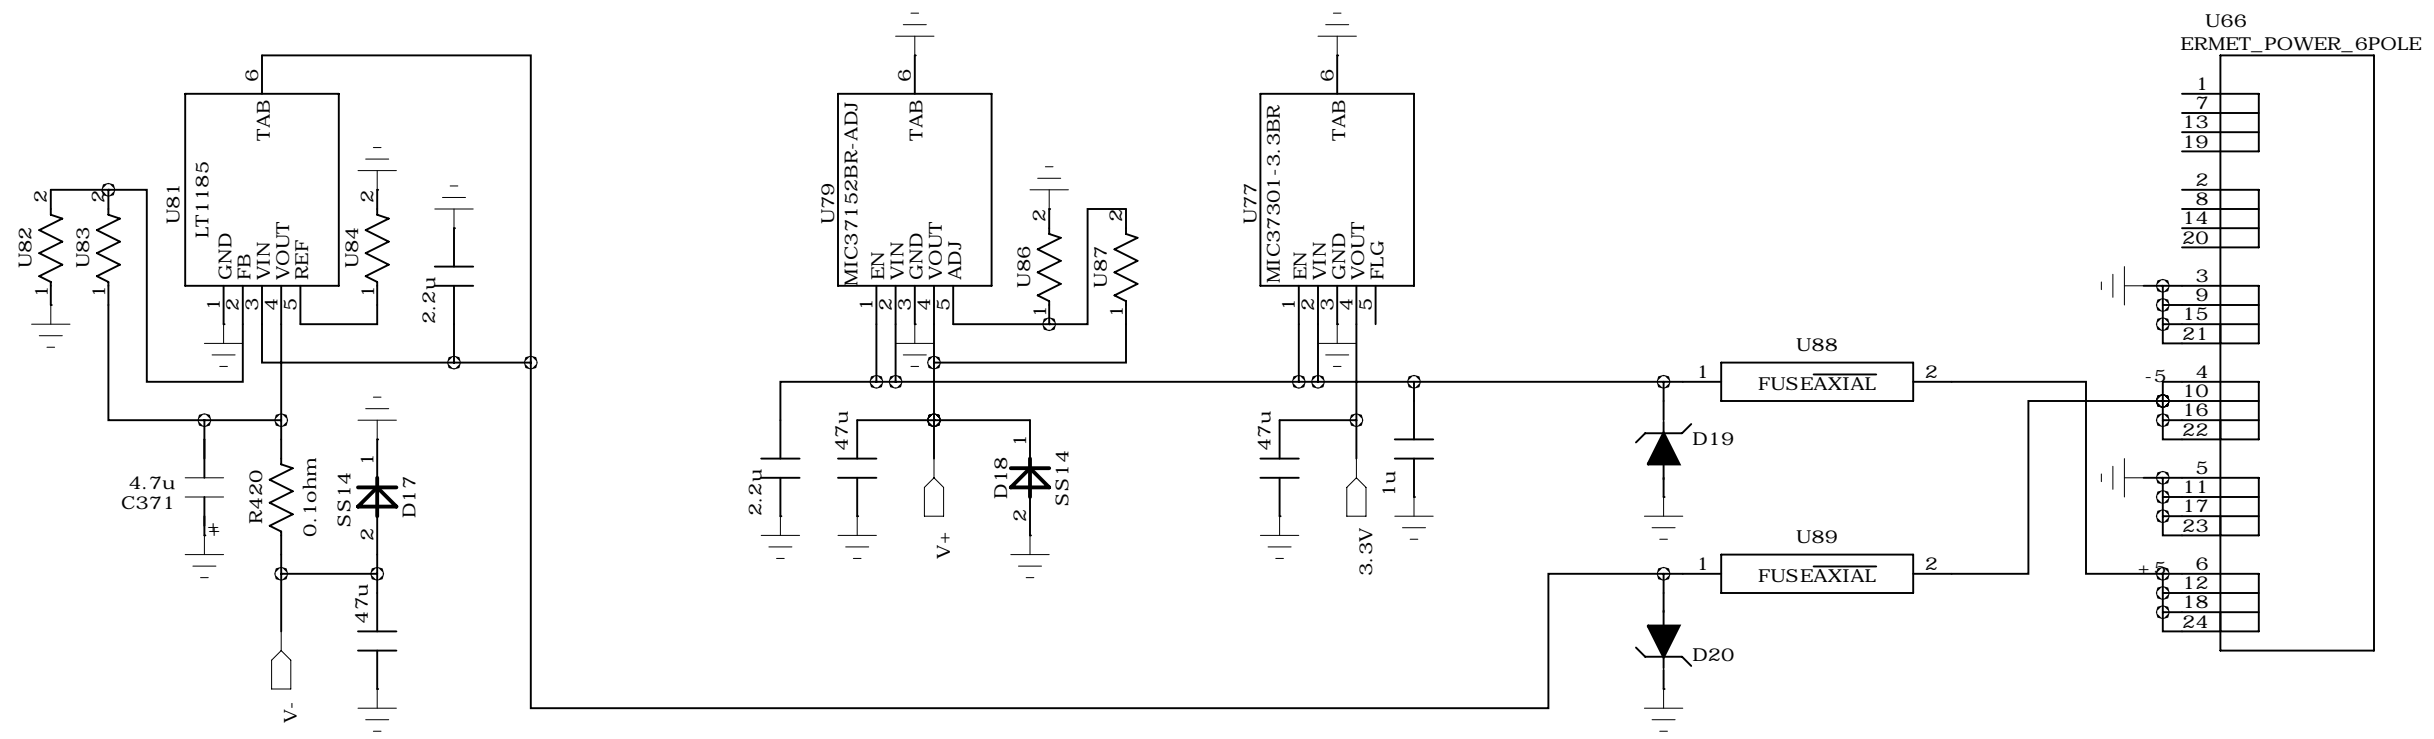 U81
LT1185
TAB
6
GND
FB
VIN
VOUT
REF
1
2
3
4
5
U82
1
2
U83
1
2
U84
1
2
2.2u
4.7u
C371
+
R420
0.1ohm
SS14
D17
1
2
47u
V-
U79
MIC37152BR-ADJ
TAB
6
EN
VIN
GND
VOUT
ADJ
1
2
3
4
5
U86
1
2
U87
1
2
2.2u
47u
V+
D18
SS14
1
2
U77
MIC37301-3.3BR
TAB
6
EN
VIN
GND
VOUT
FLG
1
2
3
4
5
47u
3.3V
1u
D19
D20
U88
1
FUSEAXIAL
2
U89
1
FUSEAXIAL
2
U66
ERMET_POWER_6POLE
1
7
13
19
2
8
14
20
3
9
15
21
-5
4
10
16
22
5
11
17
23
+5
6
12
18
24